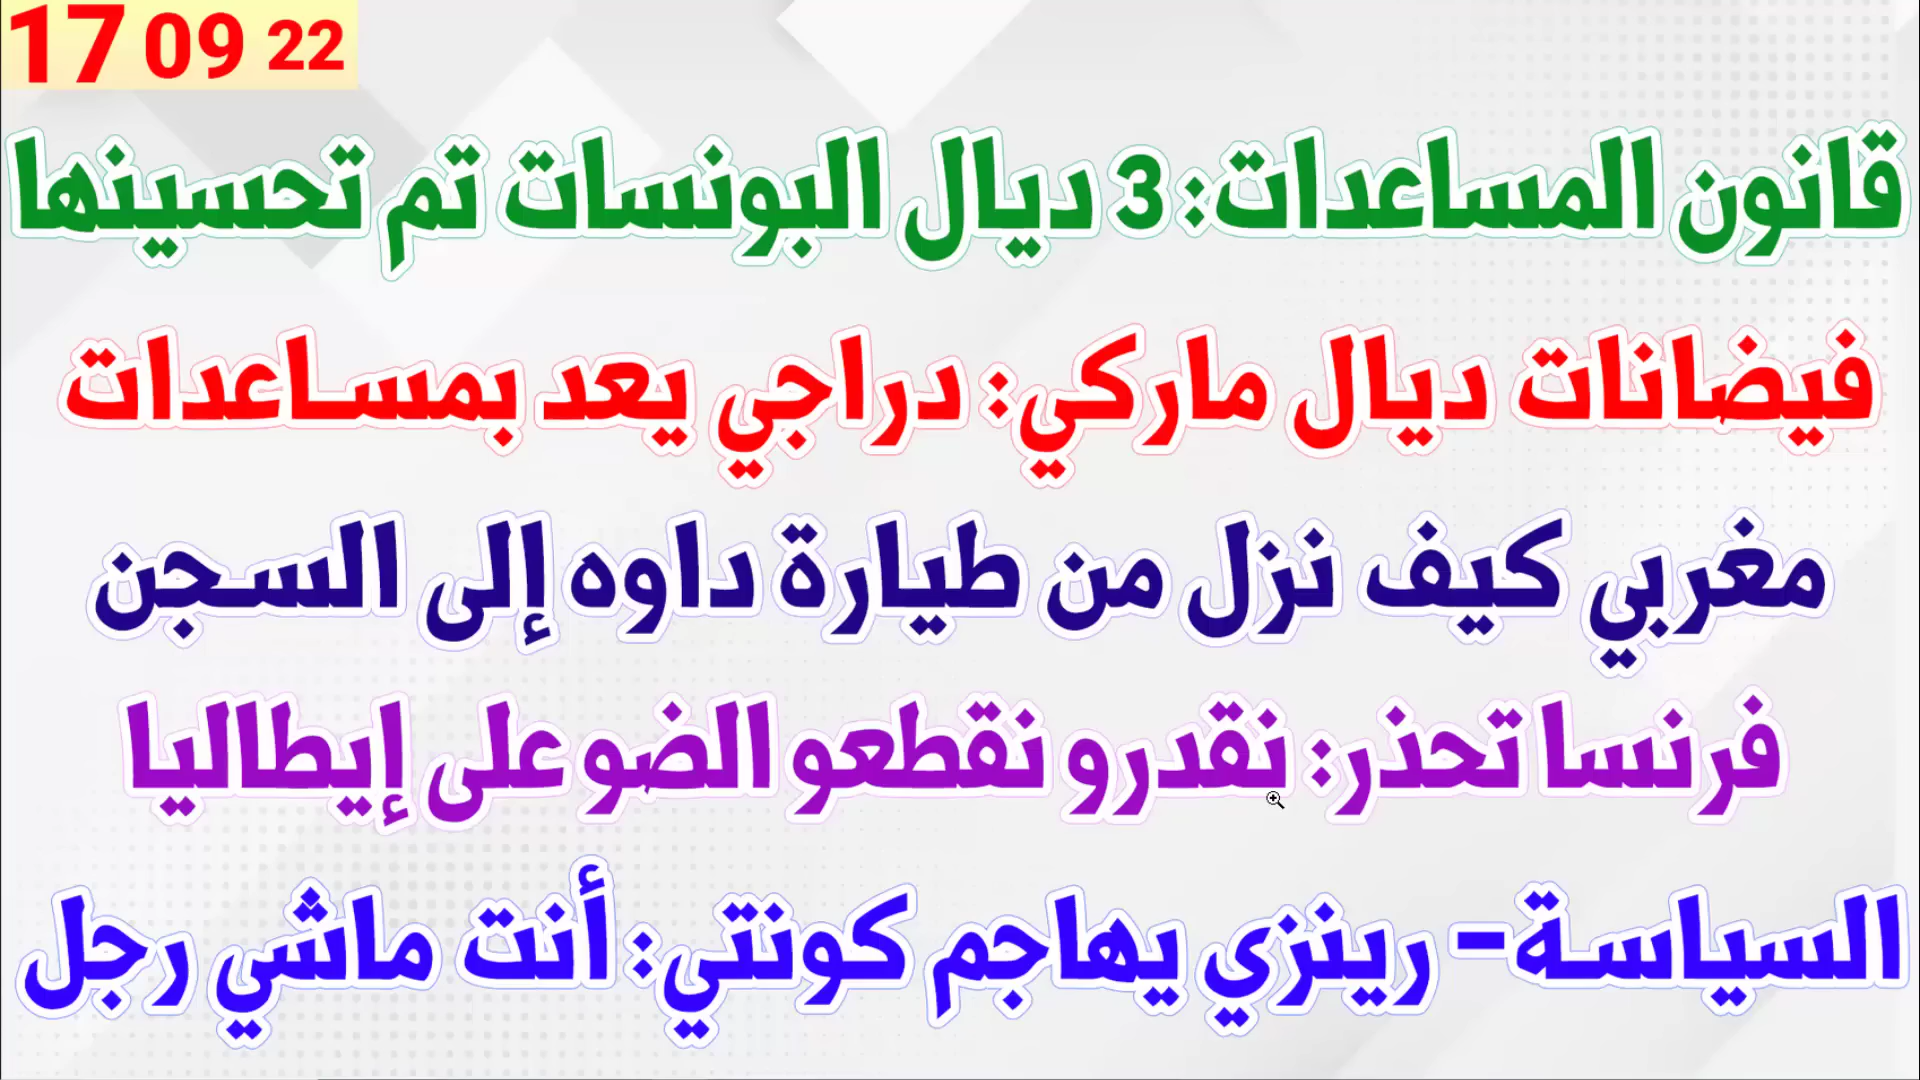 17 09 22
قانون المساعدات: 3 ديال البونسات تم تحسينها
فيضانات ديال ماركي: دراجي يعد بمساعدات
مغربي كيف نزل من طيارة داوه إلى السجن
فرنسا تحذر: نقدرو نقطعو الضو على إيطاليا
السياسة- رينزي يهاجم كونتي: أنت ماشي رجل